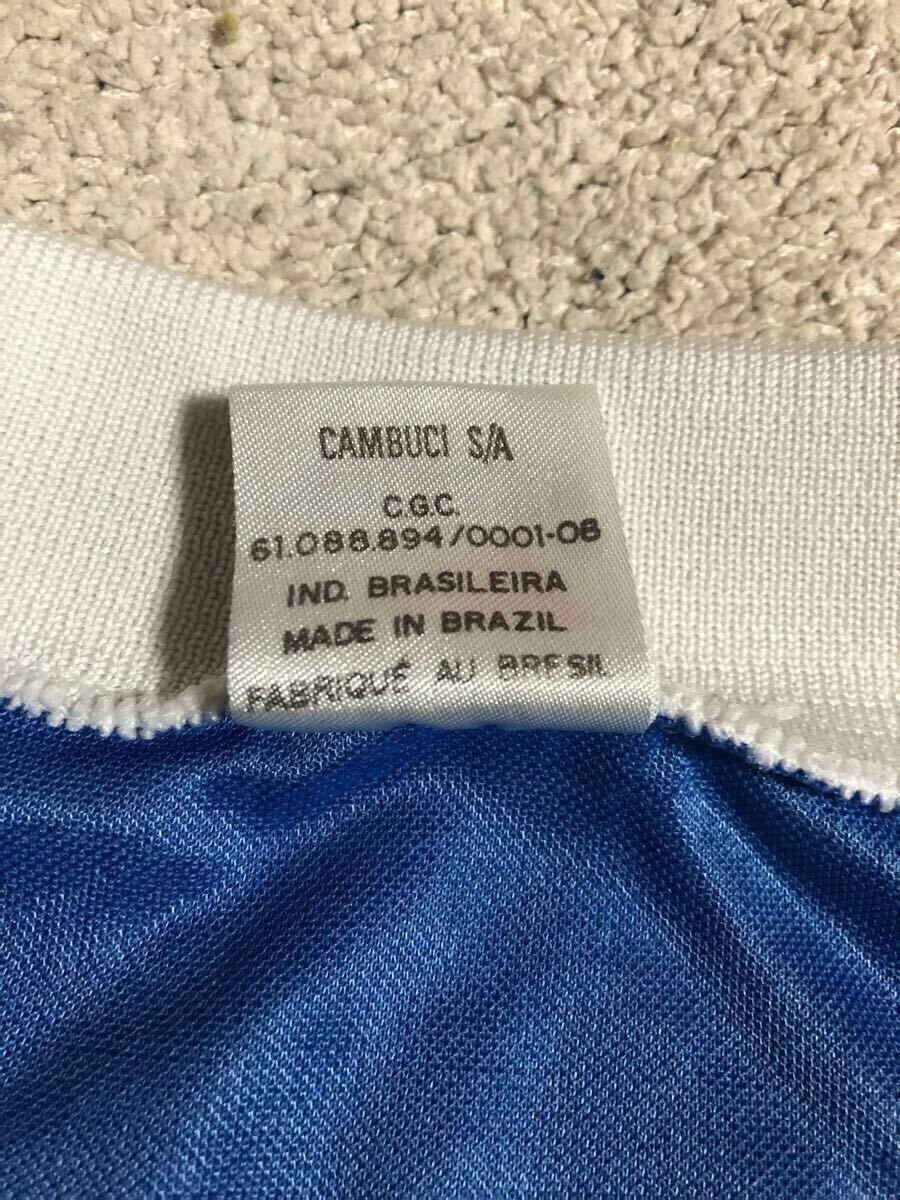 CAMBUCI S/A
C.G.C.
61.088.894/0001-08
IND. BRASILEIRA
MADE IN BRAZIL
FABRIQUÉ AU BRESIL